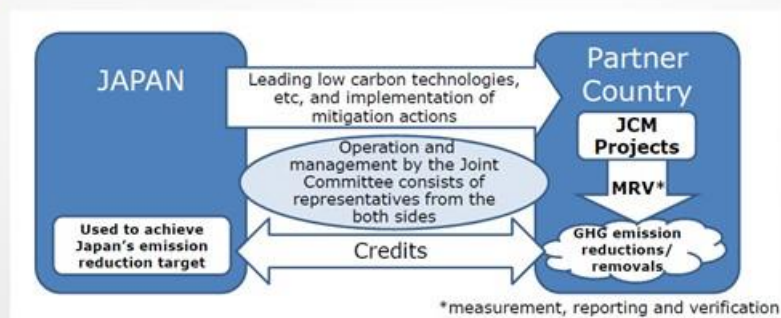 JAPAN
Leading low carbon technologies,
etc, and implementation of
mitigation actions
Partner
Country
JCM
Projects
Operation and
management by the Joint
Committee consists of
representatives from the
both sides
MRV*
Used to achieve
Japan's emission
reduction target
Credits
GHG emission
reductions/
removals
*measurement, reporting and verification